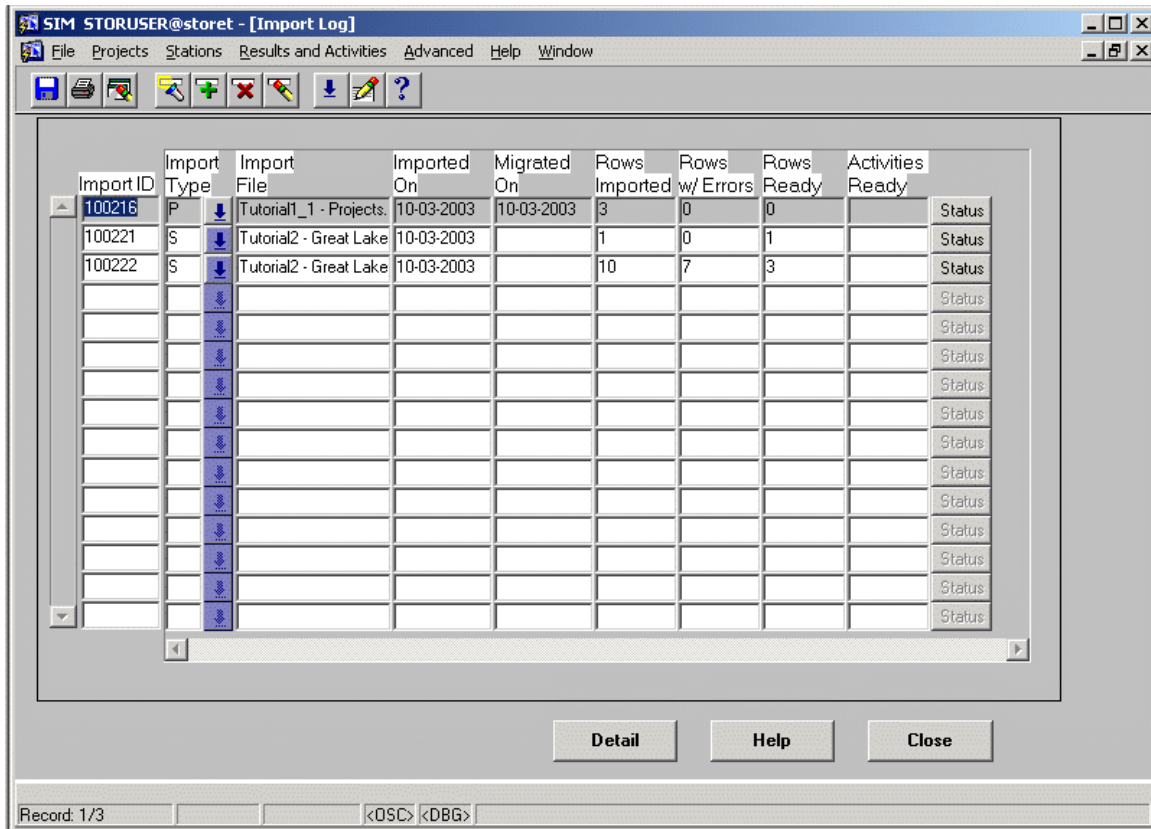 SIM STORUSER@storet - [Import Log]
File Projects Stations Results and Activities Advanced Help Window
Import ID Import Type Import File Imported On Migrated On Rows Imported Rows w/ Errors Rows Ready Activities Ready
100216 P Tutorial1_1 - Projects. 10-03-2003 10-03-2003 3 0 0 Status
100221 S Tutorial2 - Great Lake 10-03-2003 1 0 1 Status
100222 S Tutorial2 - Great Lake 10-03-2003 10 7 3 Status
Status
Status
Status
Status
Status
Status
Status
Status
Status
Status
Status
Status
Detail Help Close
Record: 1/3 <OSC> <DBG>